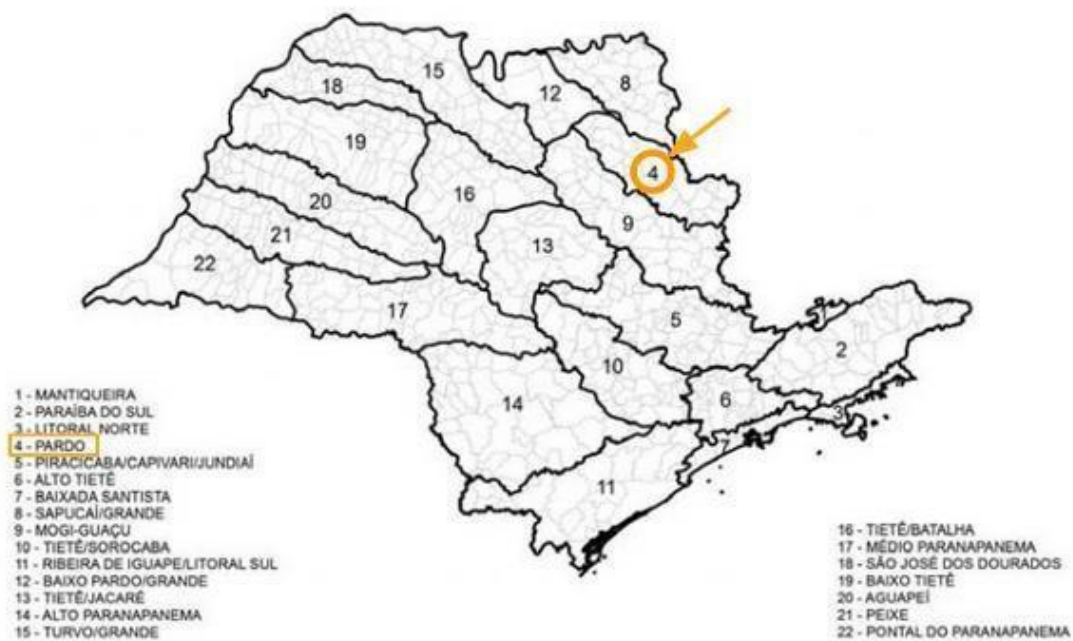 15
8
18
12
19
4
16
20
9
21
13
22
17
5
1
2
10
6
14
3
7
11
1 - MANTIQUEIRA
2 - PARAÍBA DO SUL
3 - LITORAL NORTE
4 - PARDO
5 - PIRACICABA/CAPIVARI/JUNDIAÍ
6 - ALTO TIETÊ
7 - BAIXADA SANTISTA
8 - SAPUCAÍ/GRANDE
9 - MOGI-GUAÇU
10 - TIETÊ/SOROCABA
11 - RIBEIRA DE IGUAPE/LITORAL SUL
12 - BAIXO PARDO/GRANDE
13 - TIETÊ/JACARÉ
14 - ALTO PARANAPANEMA
15 - TURVO/GRANDE
16 - TIETÊ/BATALHA
17 - MÉDIO PARANAPANEMA
18 - SÃO JOSÉ DOS DOURADOS
19 - BAIXO TIETÊ
20 - AGUAPEÍ
21 - PEIXE
22 - PONTAL DO PARANAPANEMA